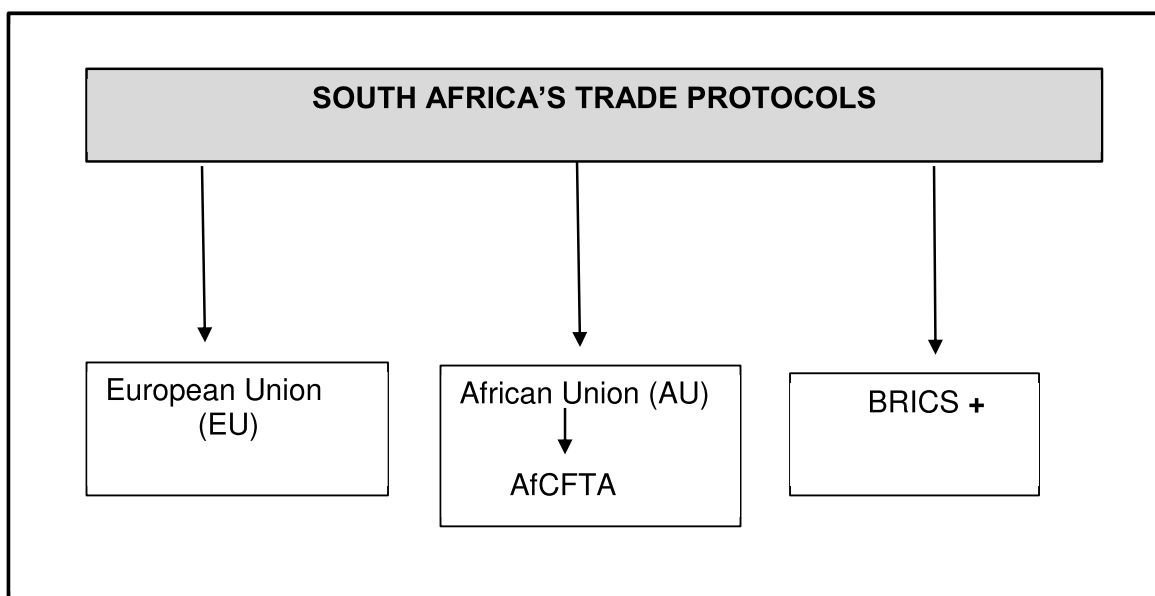 SOUTH AFRICA'S TRADE PROTOCOLS
European Union
(EU)
African Union (AU)
AfCFTA
BRICS +